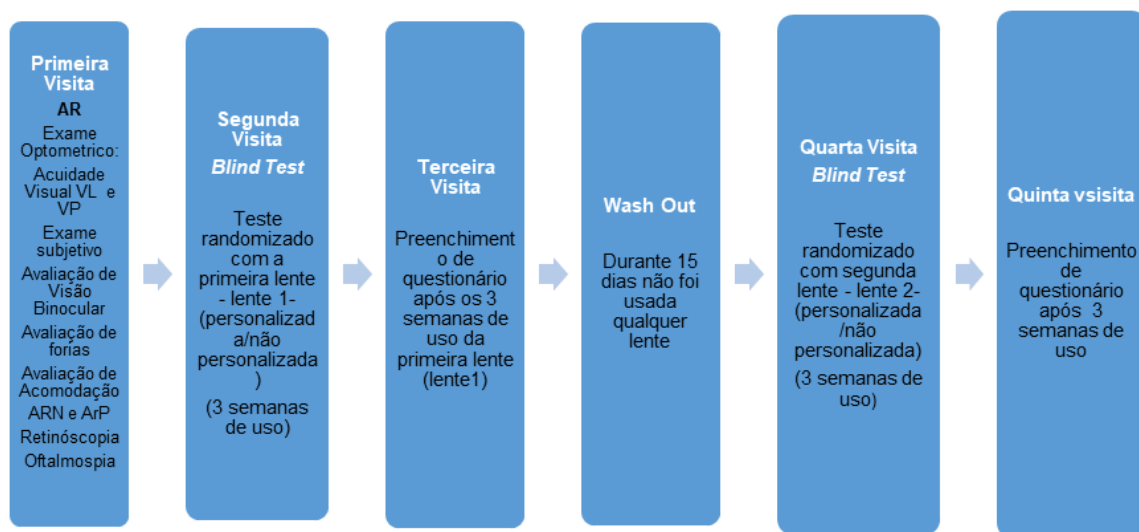 Primeira
Visita
AR
Exame
Optometrico:
Acuidade
Visual VL e
VP
Exame
subjetivo
Avaliação de
Visão
Binocular
Avaliação de
forias
Avaliação de
Acomodação
ARN e ArP
Retinóscopia
Oftalmospia
Segunda
Visita
Blind Test
Teste
randomizado
com a
primeira lente
- lente 1-
(personalizad
a/não
personalizada
)
(3 semanas
de uso)
Terceira
Visita
Preenchiment
o de
questionário
após os 3
semanas de
uso da
primeira lente
(lente1)
Wash Out
Durante 15
dias não foi
usada
qualquer
lente
Quarta Visita
Blind Test
Teste
randomizado
com segunda
lente - lente 2-
(personalizada
/não
personalizada)
(3 semanas de
uso)
Quinta vsisita
Preenchimento
de
questionário
após 3
semanas de
uso